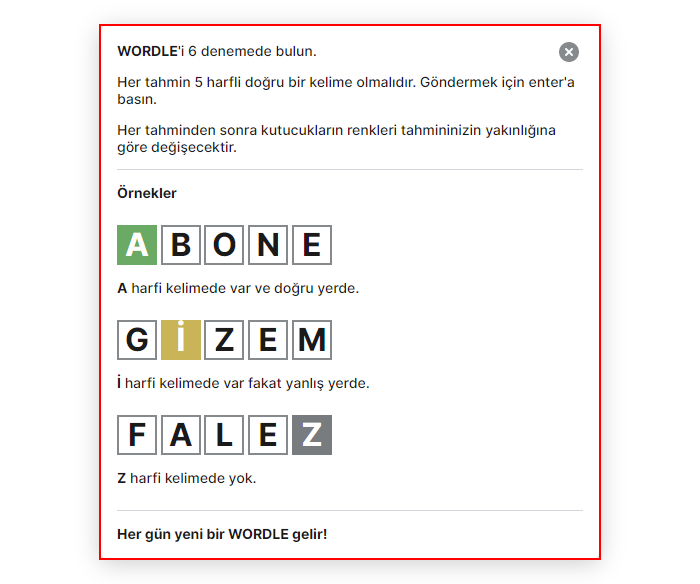 WORDLE'i 6 denemede bulun.
Her tahmin 5 harfli doğru bir kelime olmalıdır. Göndermek için enter'a
basın.
Her tahminden sonra kutucukların renkleri tahmininizin yakınlığına
göre değişecektir.
Örnekler
A B O N E
A harfi kelimede var ve doğru yerde.
G İ Z E M
İ harfi kelimede var fakat yanlış yerde.
F A L E Z
Z harfi kelimede yok.
Her gün yeni bir WORDLE gelir!